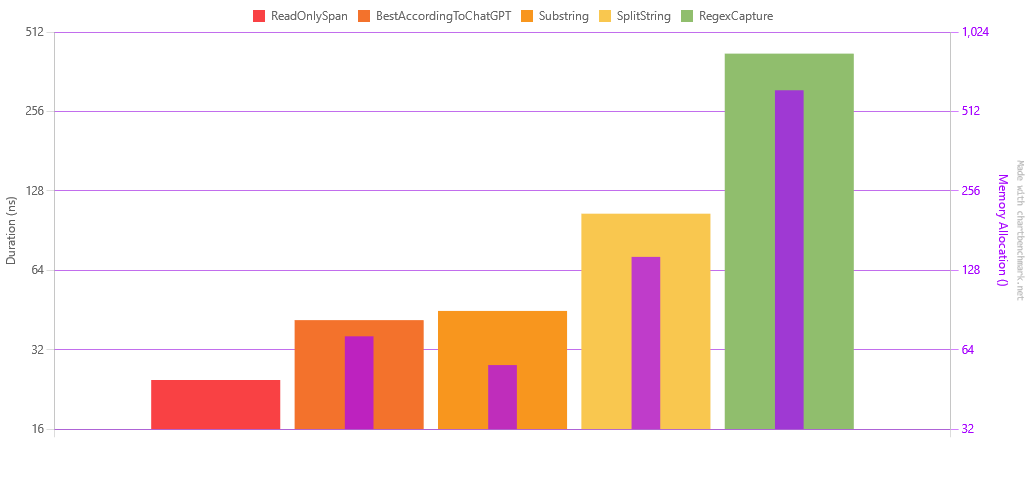 ReadOnlySpan BestAccordingToChatGPT Substring SplitString RegexCapture
512 1,024
256 512
128 256
64 128
32 64
16 32
Duration (ns)
Memory Allocation ()
Made with chartbenchmark.net